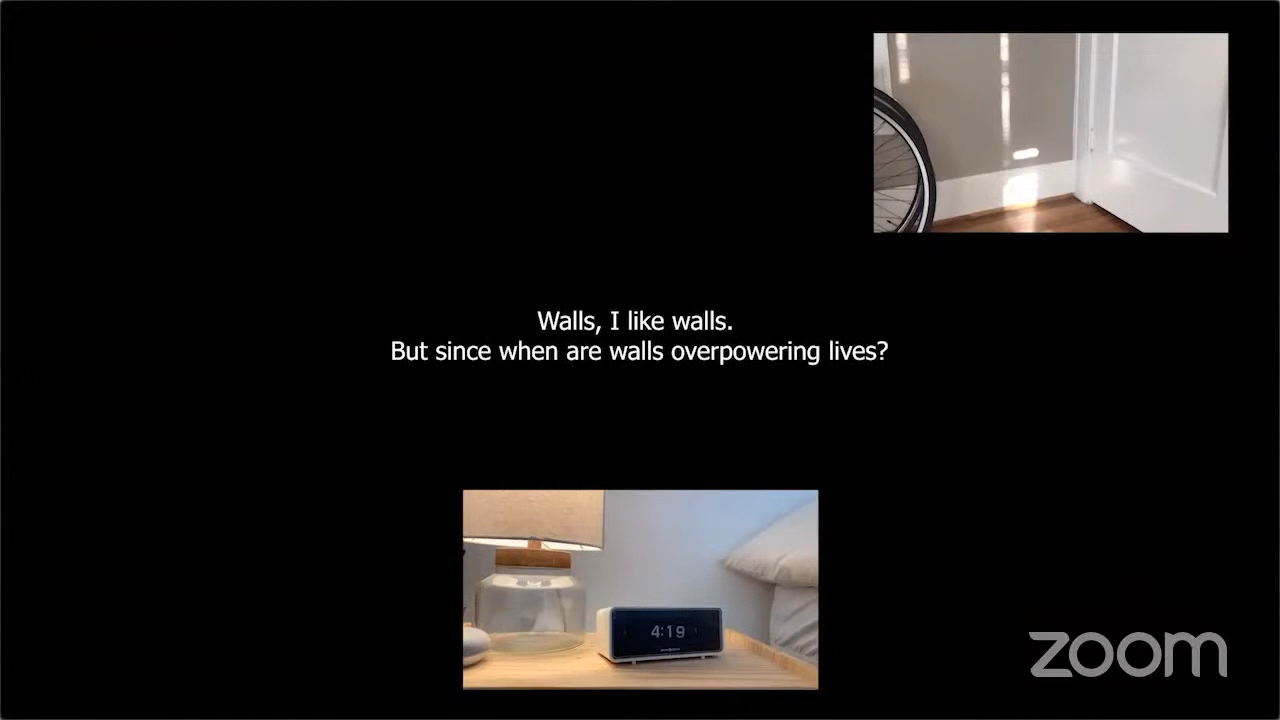 Walls, I like walls.
But since when are walls overpowering lives?
4:19
zoom